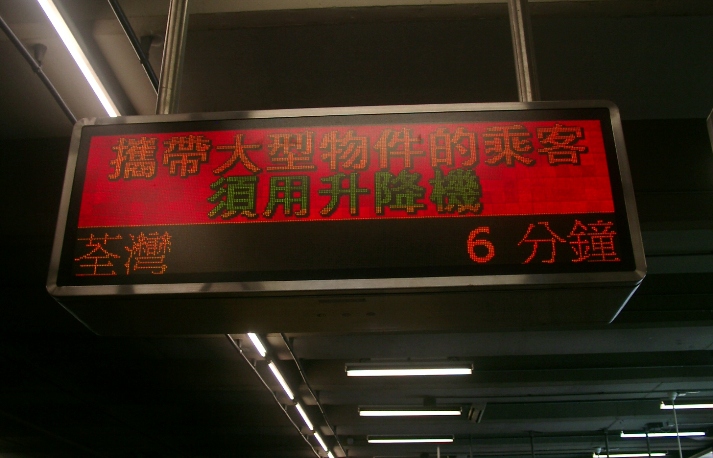 攜帶大型物件的乘客
須用升降機
荃灣 6 分鐘